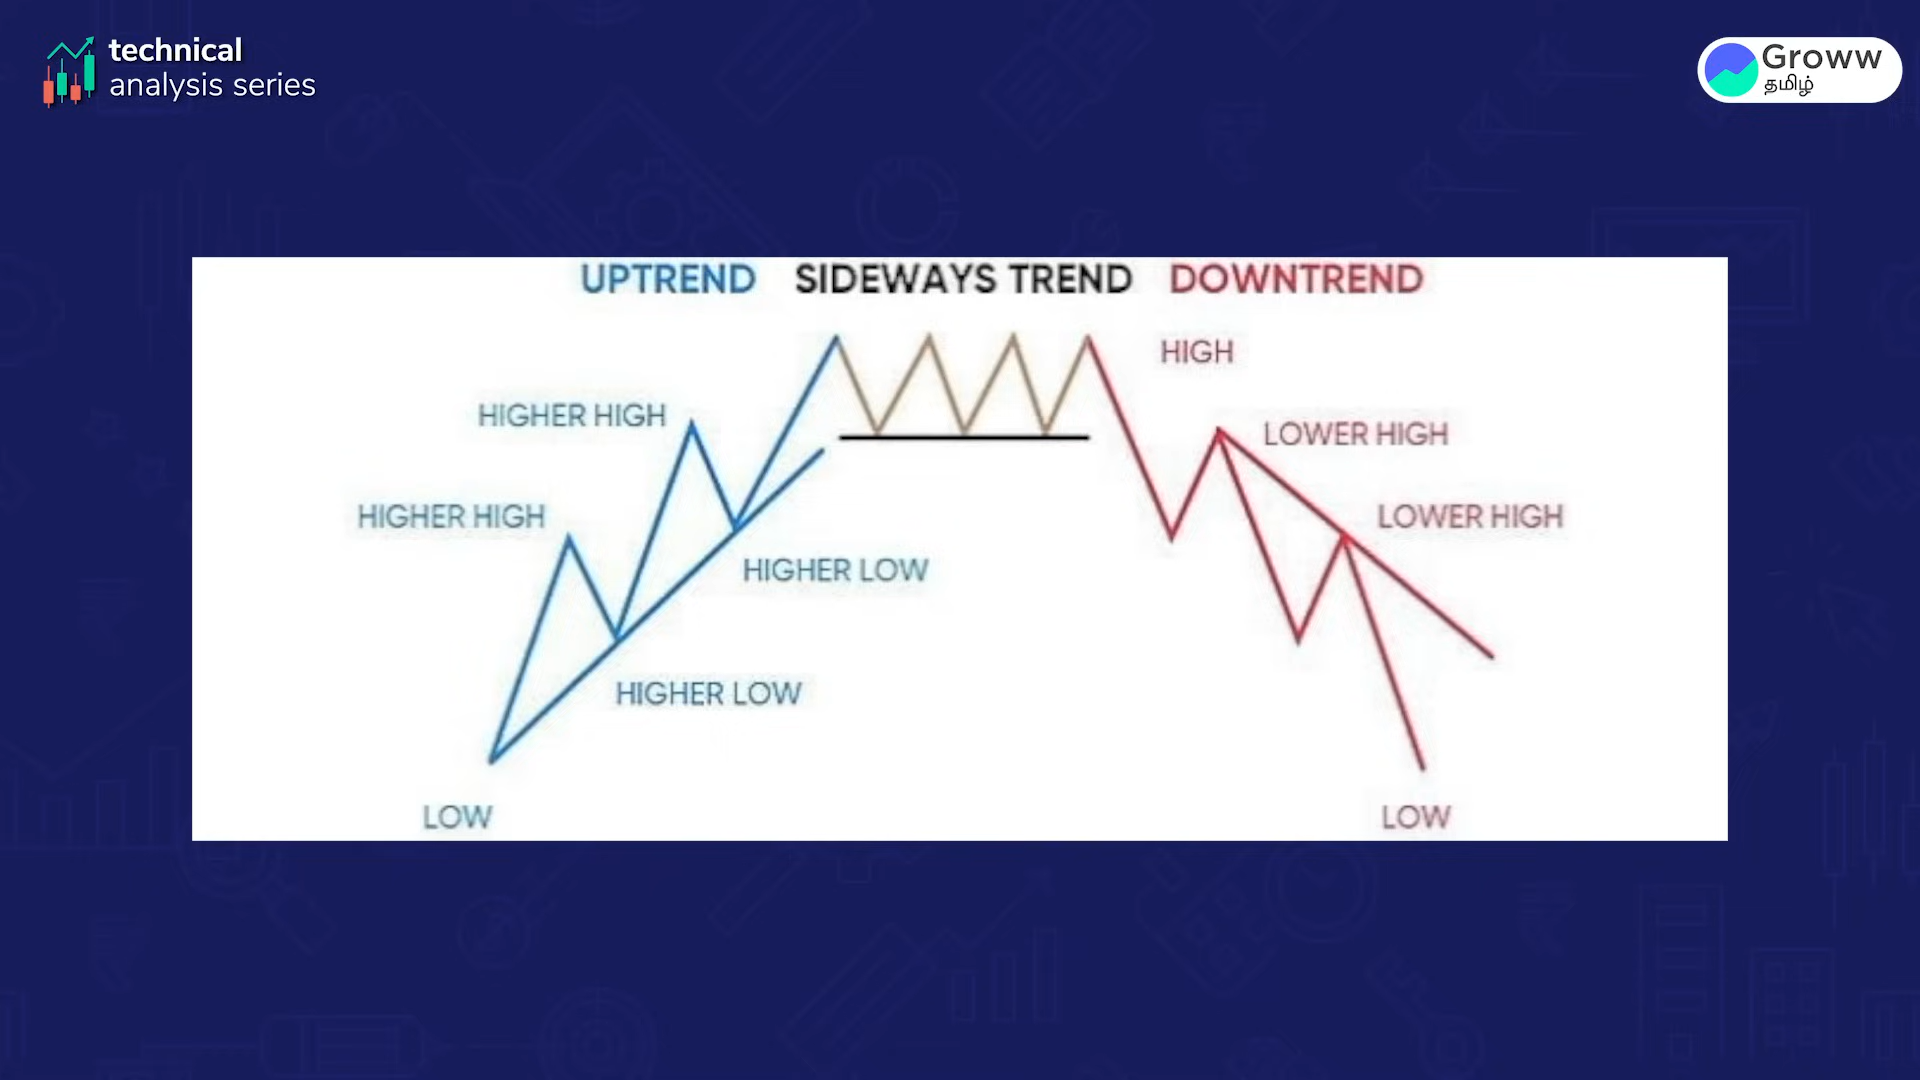 technical
analysis series
Groww
தமிழ்
UPTREND SIDEWAYS TREND DOWNTREND
HIGH
HIGHER HIGH
LOWER HIGH
HIGHER HIGH
LOWER HIGH
HIGHER LOW
HIGHER LOW
LOW
LOW